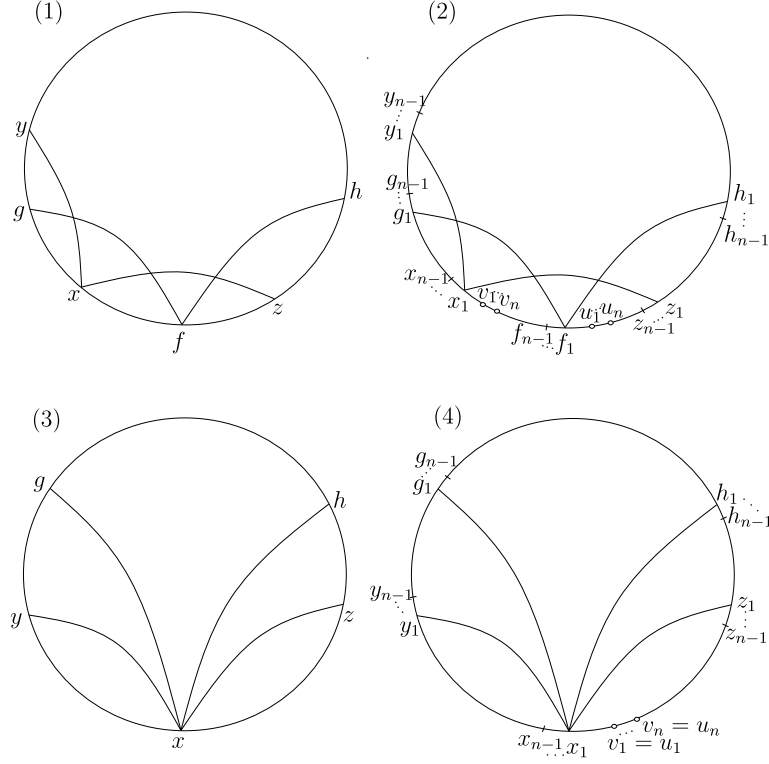 (1)
(2)
y
g
x
f
z
h
y_{n-1}
y_1
g_{n-1}
g_1
x_{n-1}
x_1
v_1 v_n
f_{n-1} f_1
u_1 u_n
z_{n-1} z_1
h_1
h_{n-1}
(3)
(4)
g
h
y
z
x
g_{n-1}
g_1
h_1
h_{n-1}
y_{n-1}
y_1
z_1
z_{n-1}
x_{n-1} x_1
v_n = u_n
v_1 = u_1